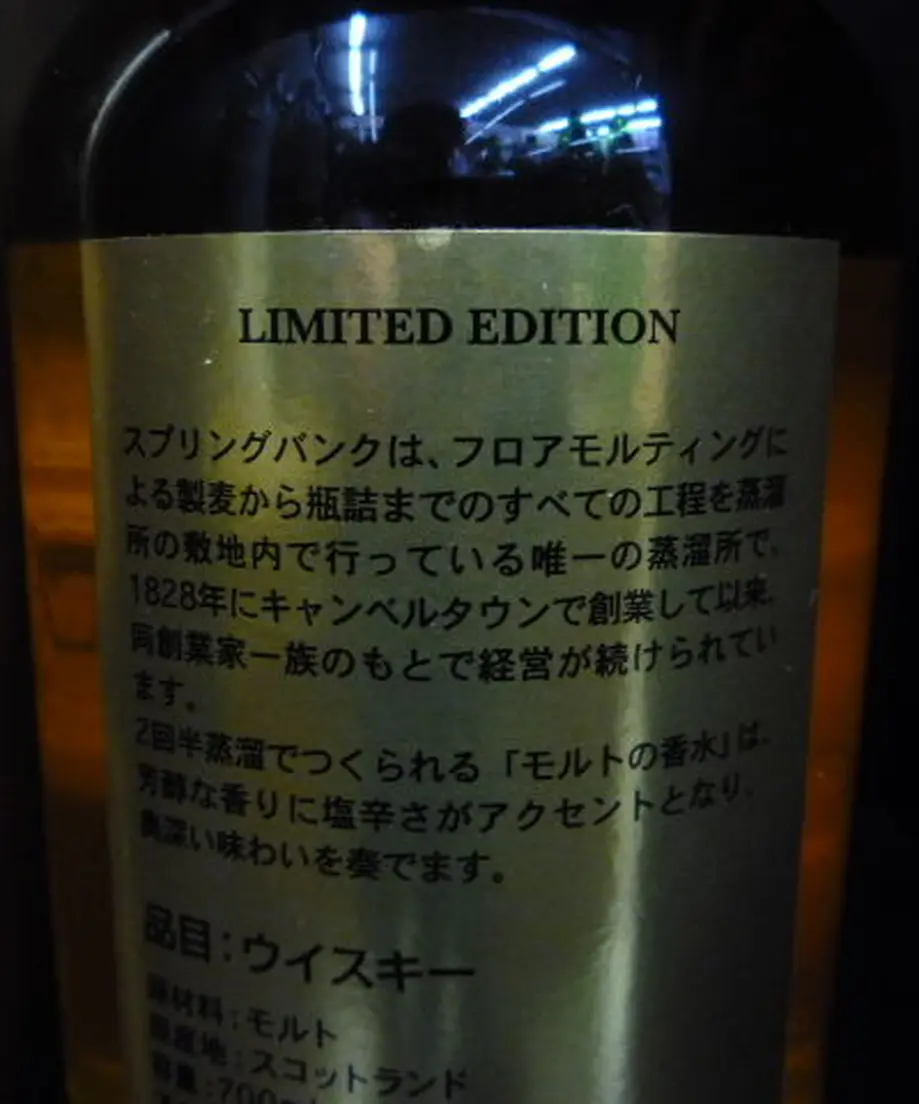 LIMITED EDITION
スプリングバンクは、フロアモルティングに
よる製麦から瓶詰までのすべての工程を蒸溜
所の敷地内で行っている唯一の蒸溜所で、
1828年にキャンベルタウンで創業して以来、
同創業家一族のもとで経営が続けられてい
ます。
2回半蒸溜でつくられる「モルトの香水」は、
芳醇な香りに塩辛さがアクセントとなり、
奥深い味わいを奏でます。
品目：ウイスキー
原材料：モルト
原産地：スコットランド
容量：700ml